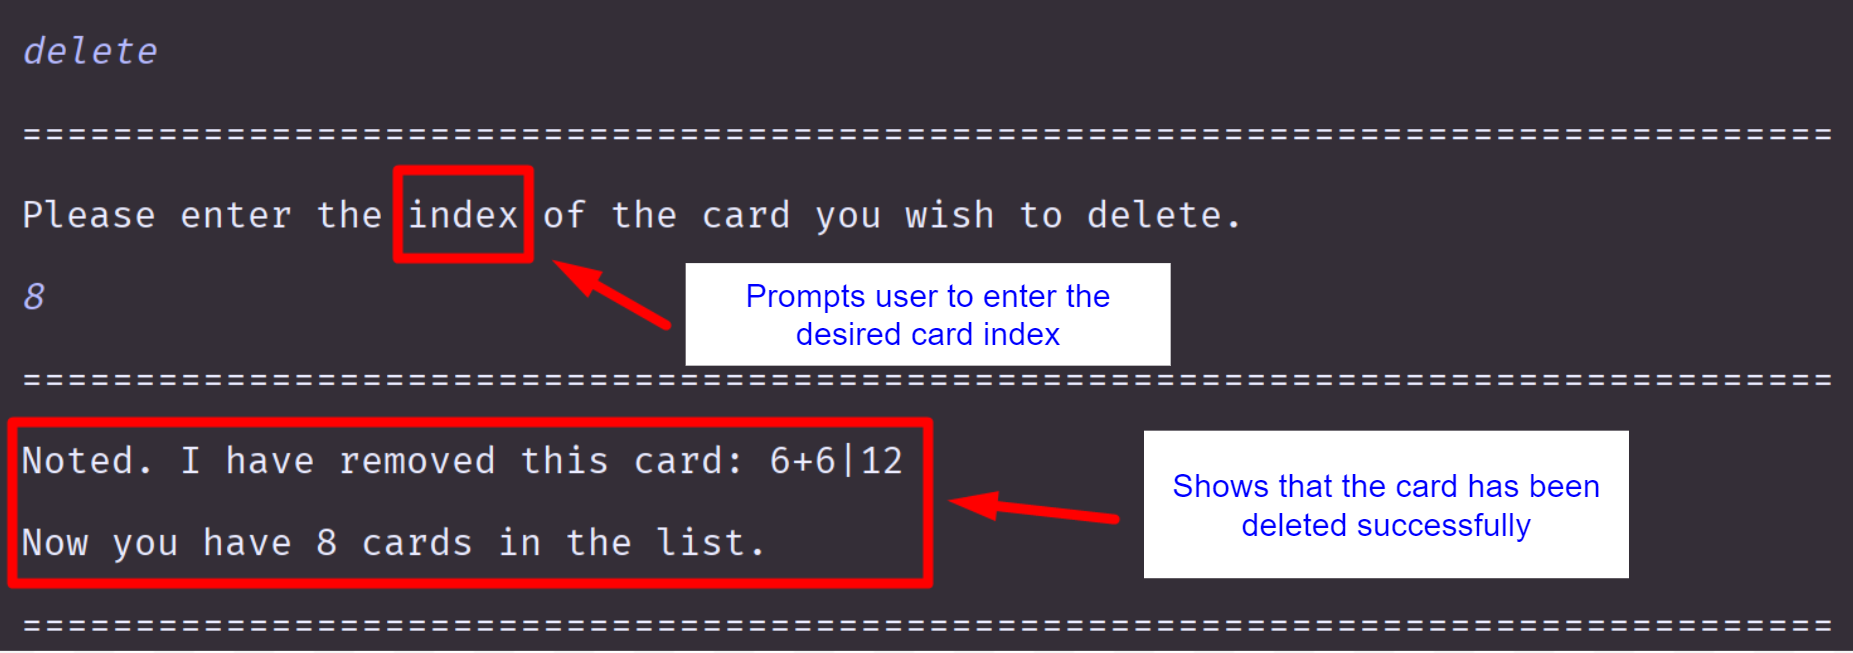 delete
================================================================================
Please enter the index of the card you wish to delete.
Prompts user to enter the
desired card index
8
================================================================================
Noted. I have removed this card: 6+6|12
Now you have 8 cards in the list.
Shows that the card has been
deleted successfully
================================================================================